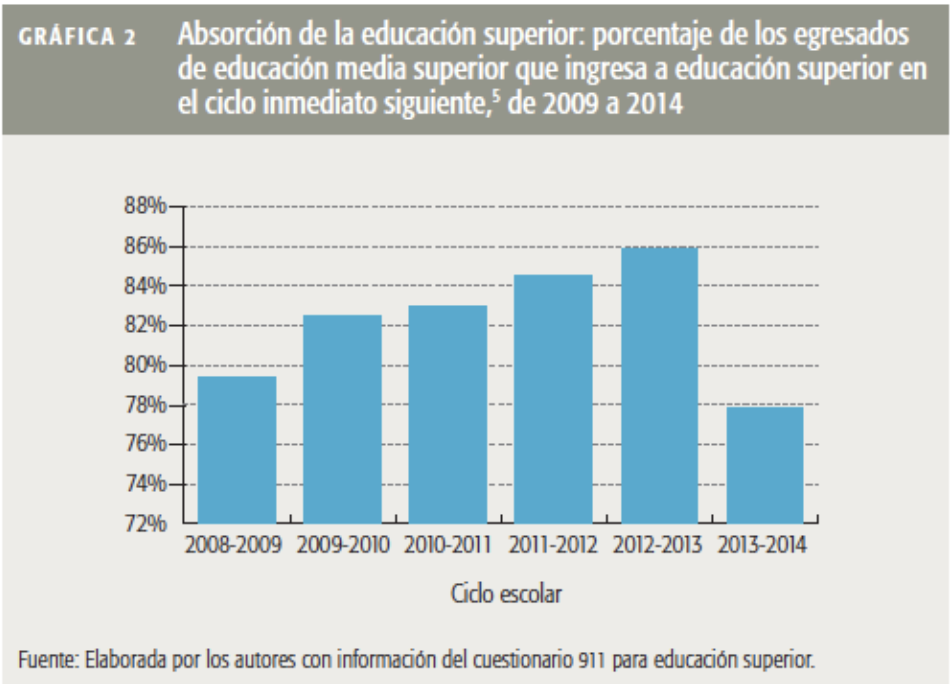 GRÁFICA 2 Absorción de la educación superior: porcentaje de los egresados
de educación media superior que ingresa a educación superior en
el ciclo inmediato siguiente,⁵ de 2009 a 2014
88%
86%
84%
82%
80%
78%
76%
74%
72%
2008-2009 2009-2010 2010-2011 2011-2012 2012-2013 2013-2014
Ciclo escolar
Fuente: Elaborada por los autores con información del cuestionario 911 para educación superior.